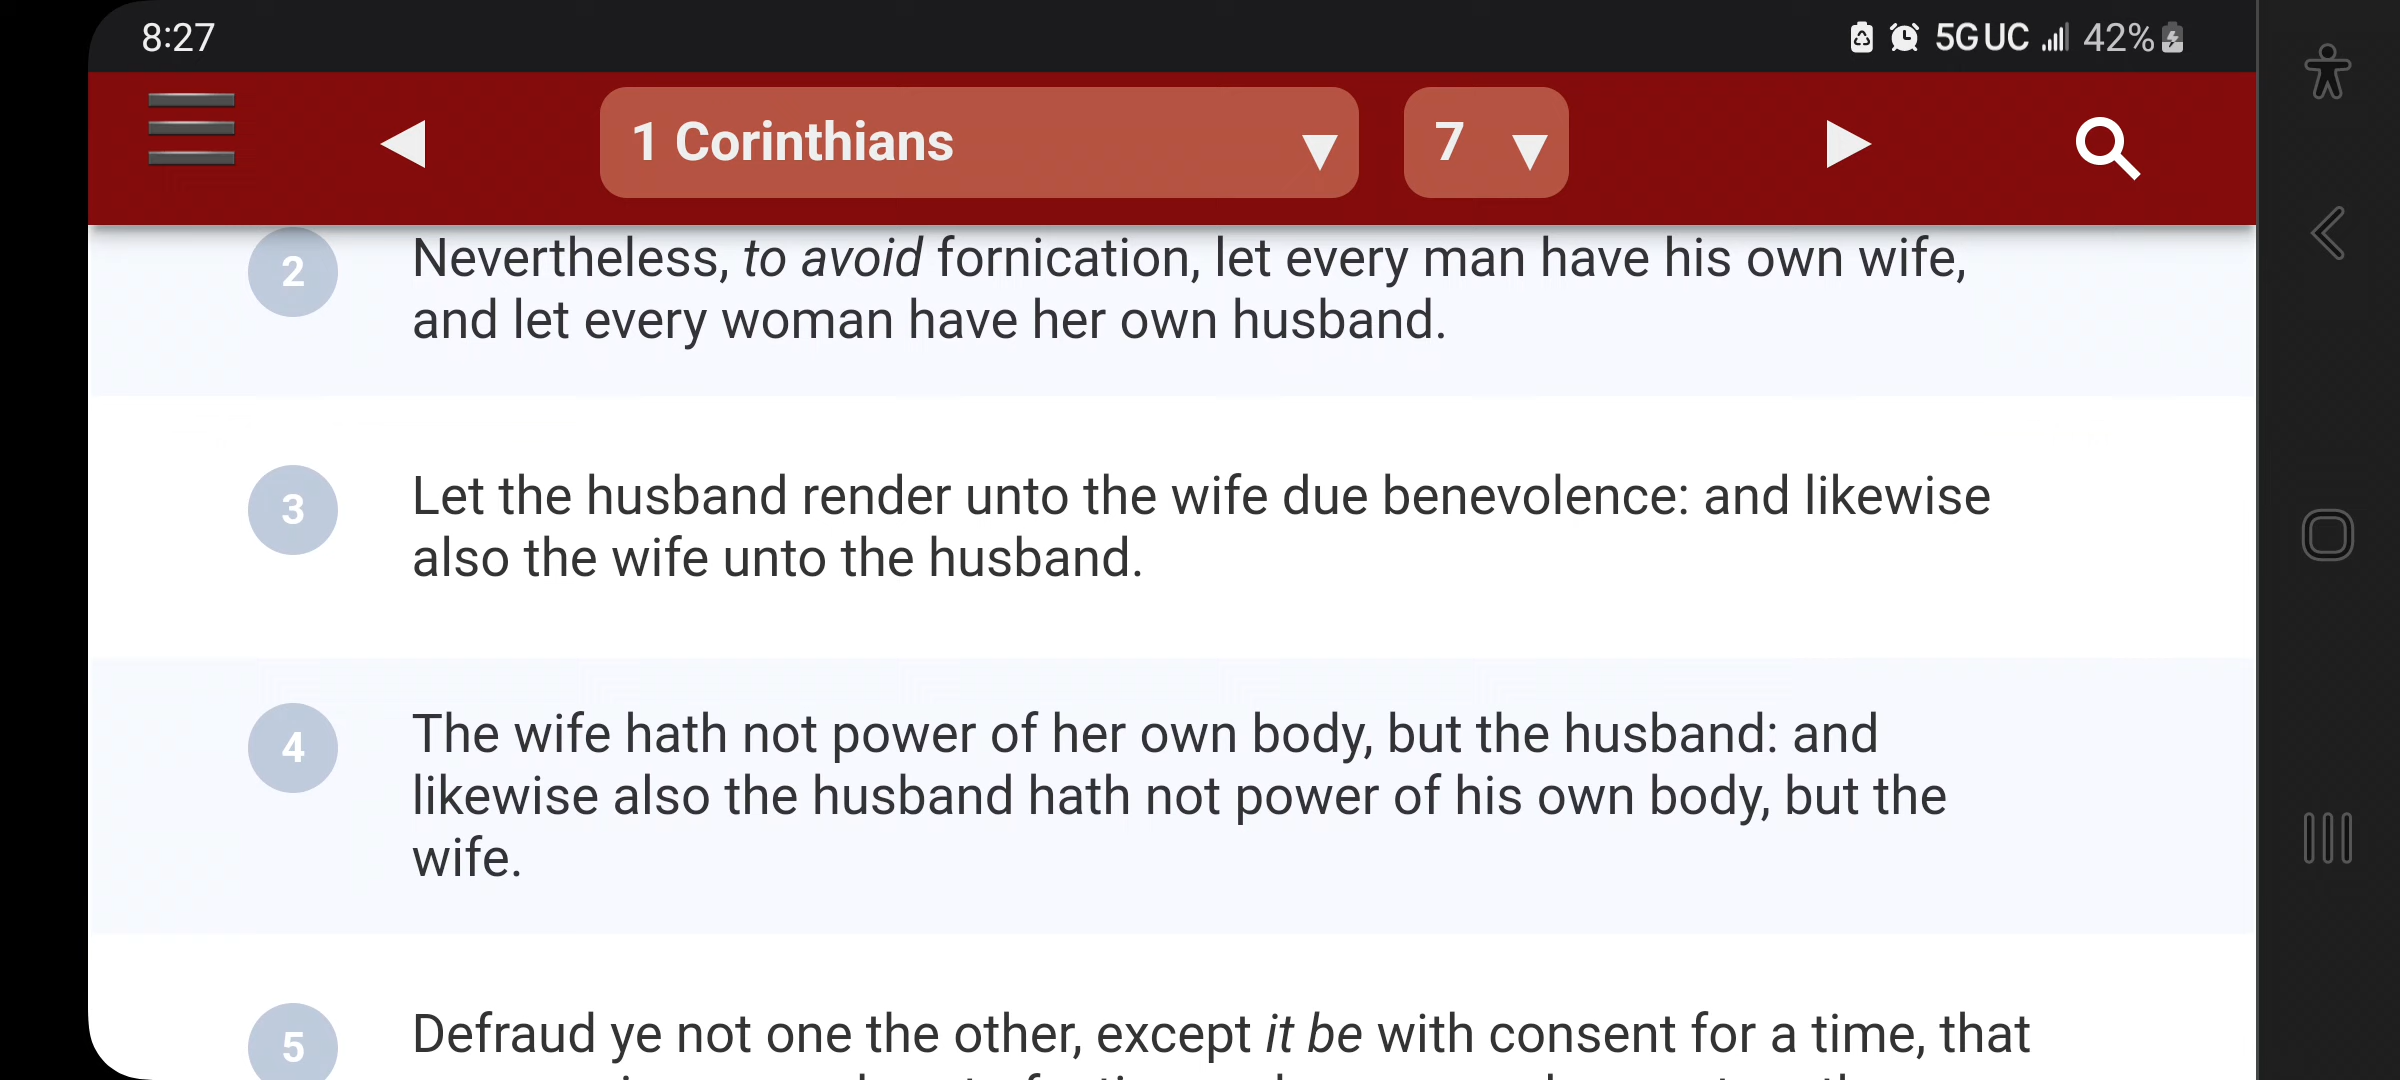 8:27
5G UC 42%
1 Corinthians 7
2 Nevertheless, to avoid fornication, let every man have his own wife,
and let every woman have her own husband.
3 Let the husband render unto the wife due benevolence: and likewise
also the wife unto the husband.
4 The wife hath not power of her own body, but the husband: and
likewise also the husband hath not power of his own body, but the
wife.
5 Defraud ye not one the other, except it be with consent for a time, that